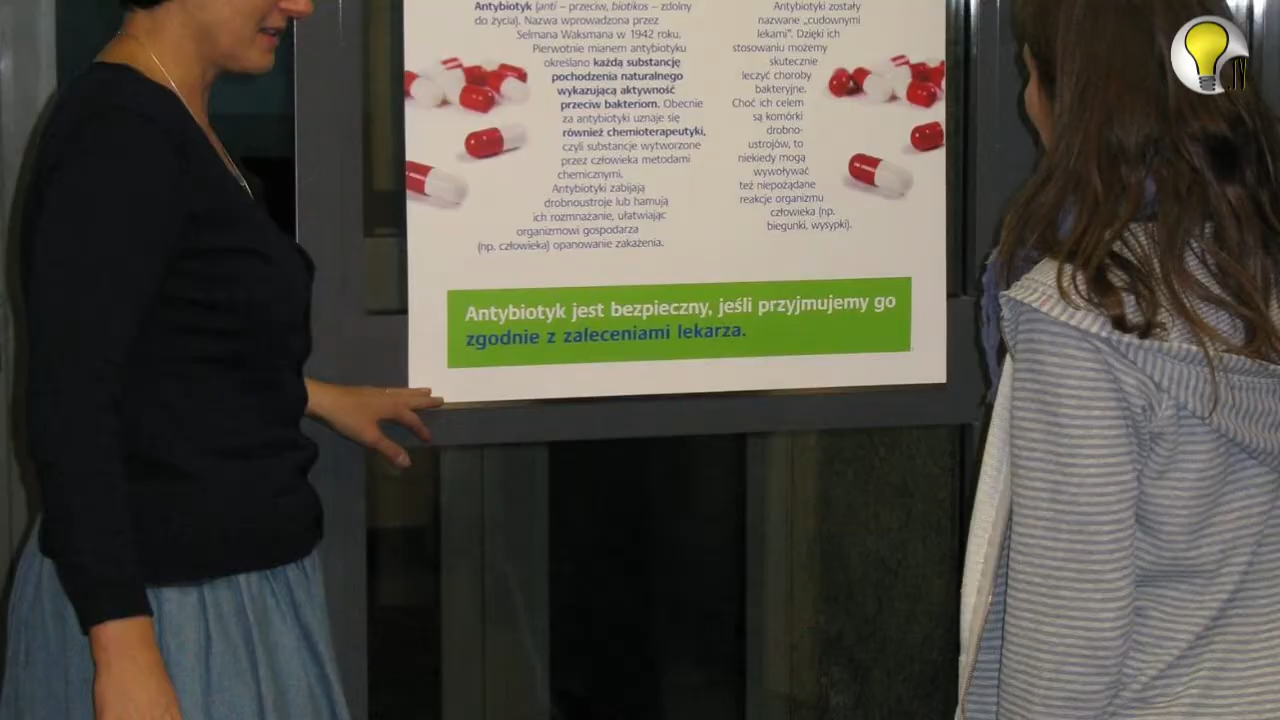 Antybiotyk (anti – przeciw, biotikos – zdolny
do życia). Nazwa wprowadzona przez
Selmana Waksmana w 1942 roku.
Pierwotnie mianem antybiotyku
określano każdą substancję
pochodzenia naturalnego
wykazującą aktywność
przeciw bakteriom. Obecnie
za antybiotyki uznaje się
również chemioterapeutyki,
czyli substancje wytworzone
przez człowieka metodami
chemicznymi.
Antybiotyki zabijają
drobnoustroje lub hamują
ich rozmnażanie, ułatwiając
organizmowi gospodarza
(np. człowieka) opanowanie zakażenia.
Antybiotyki zostały
nazwane „cudownymi
lekami”. Dzięki ich
stosowaniu możemy
skutecznie
leczyć choroby
bakteryjne.
Choć ich celem
są komórki
drobno-
ustrojów, to
niekiedy mogą
wywoływać
też niepożądane
reakcje organizmu
człowieka (np.
biegunki, wysypki).
Antybiotyk jest bezpieczny, jeśli przyjmujemy go
zgodnie z zaleceniami lekarza.